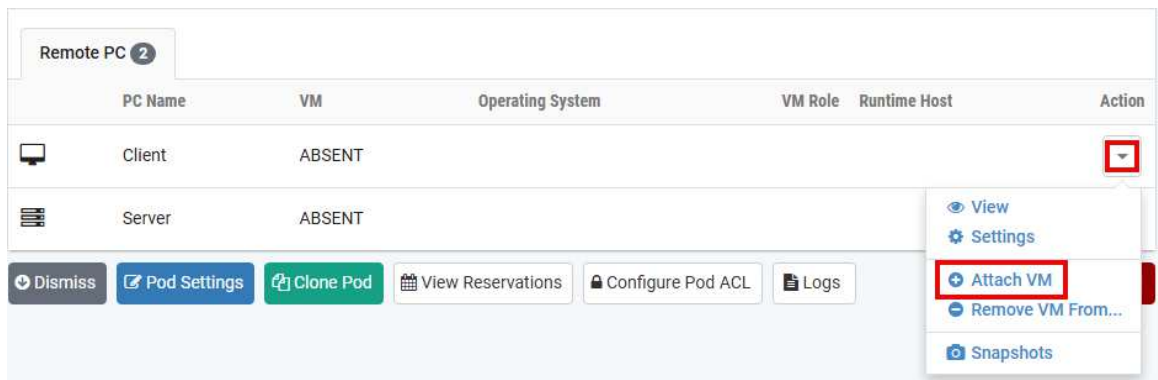 Remote PC 2
PC Name VM Operating System VM Role Runtime Host Action
Client ABSENT
Server ABSENT
View
Settings
Attach VM
Remove VM From...
Snapshots
Dismiss Pod Settings Clone Pod View Reservations Configure Pod ACL Logs